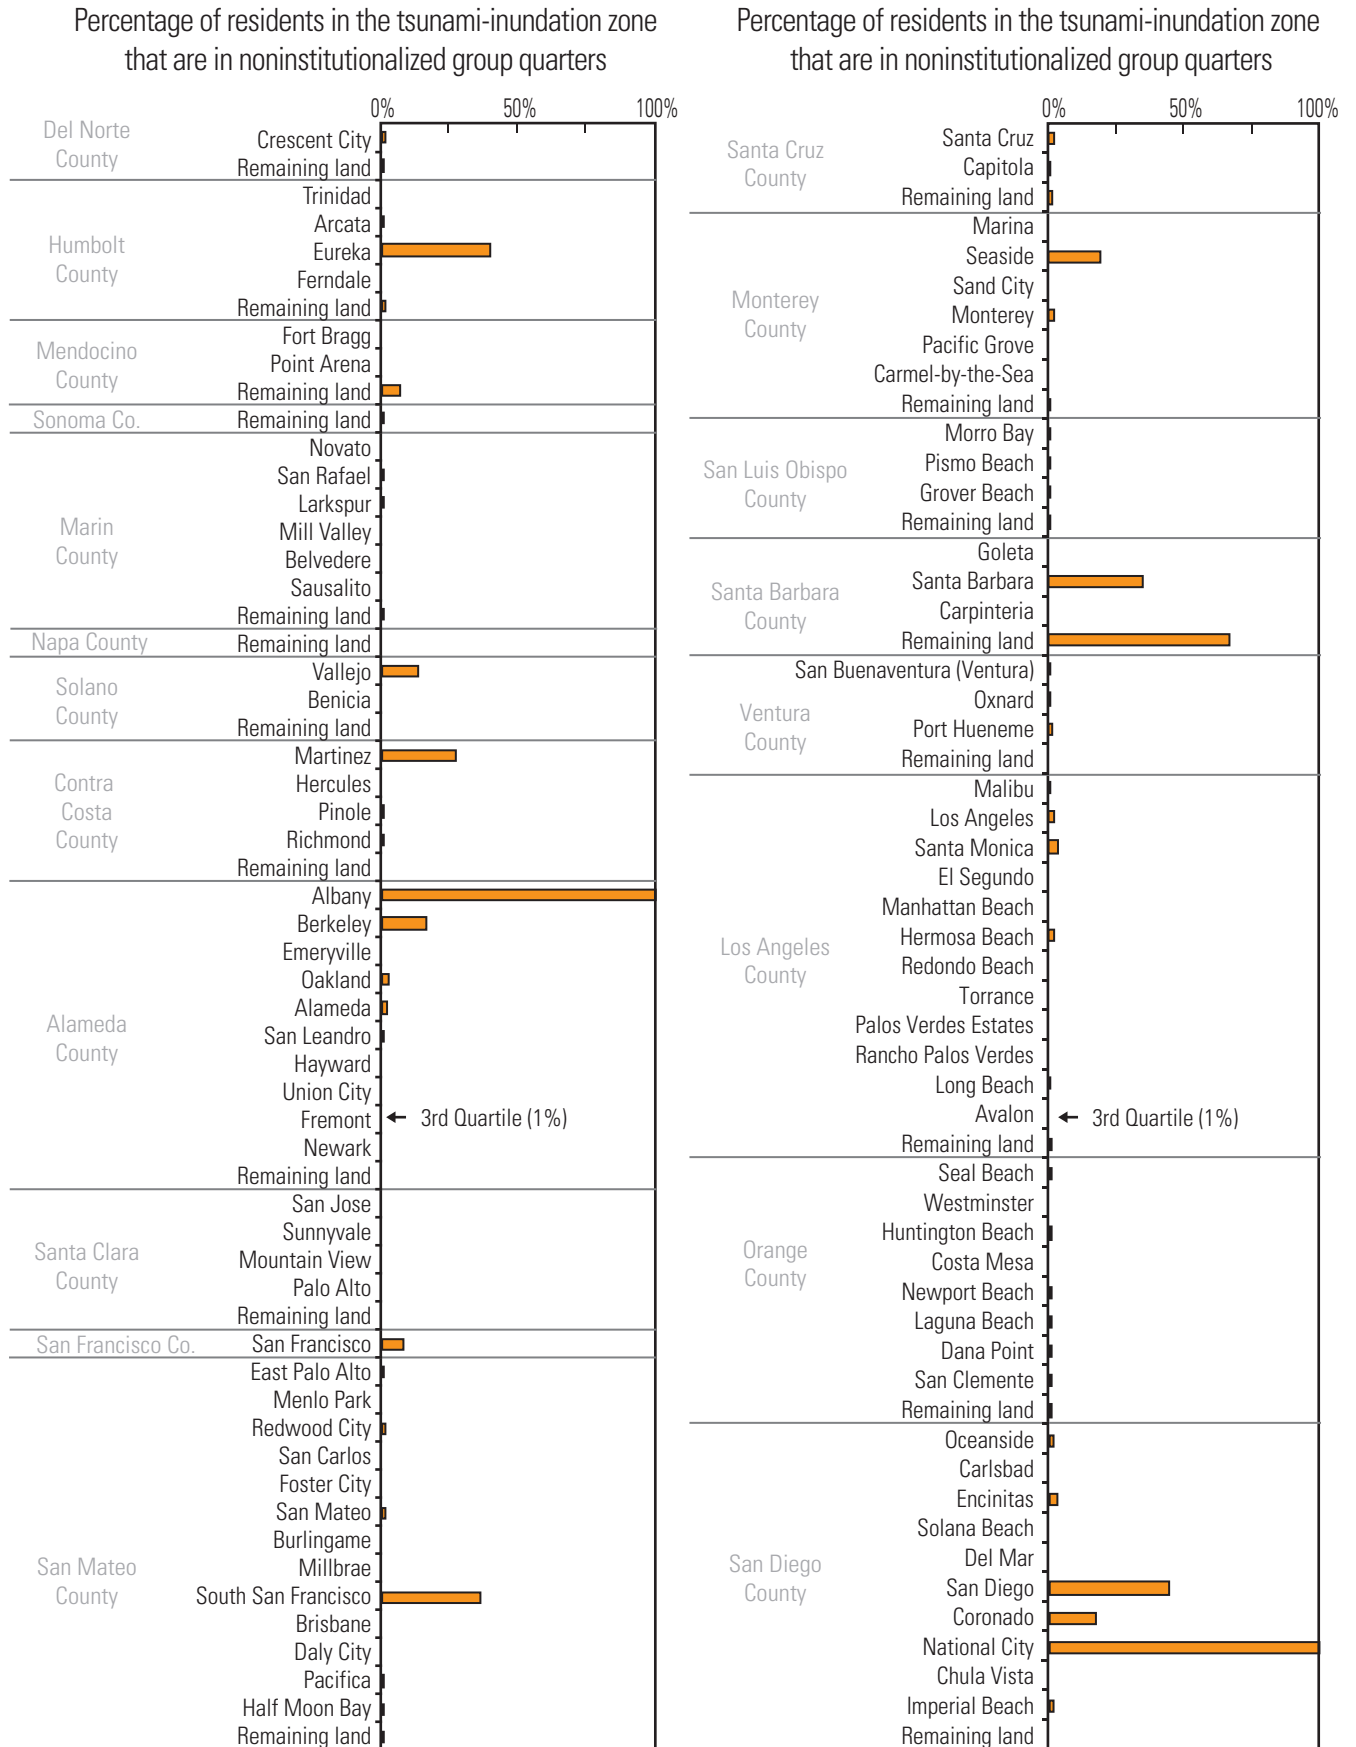 Percentage of residents in the tsunami-inundation zone
that are in noninstitutionalized group quarters
0% 50% 100%
Del Norte
County
Crescent City
Remaining land
Humbolt
County
Trinidad
Arcata
Eureka
Ferndale
Remaining land
Mendocino
County
Fort Bragg
Point Arena
Remaining land
Sonoma Co.
Remaining land
Marin
County
Novato
San Rafael
Larkspur
Mill Valley
Belvedere
Sausalito
Remaining land
Napa County
Remaining land
Solano
County
Vallejo
Benicia
Remaining land
Contra
Costa
County
Martinez
Hercules
Pinole
Richmond
Remaining land
Alameda
County
Albany
Berkeley
Emeryville
Oakland
Alameda
San Leandro
Hayward
Union City
Fremont
3rd Quartile (1%)
Newark
Remaining land
Santa Clara
County
San Jose
Sunnyvale
Mountain View
Palo Alto
Remaining land
San Francisco Co.
San Francisco
San Mateo
County
East Palo Alto
Menlo Park
Redwood City
San Carlos
Foster City
San Mateo
Burlingame
Millbrae
South San Francisco
Brisbane
Daly City
Pacifica
Half Moon Bay
Remaining land
Percentage of residents in the tsunami-inundation zone
that are in noninstitutionalized group quarters
0% 50% 100%
Santa Cruz
County
Santa Cruz
Capitola
Remaining land
Monterey
County
Marina
Seaside
Sand City
Monterey
Pacific Grove
Carmel-by-the-Sea
Remaining land
San Luis Obispo
County
Morro Bay
Pismo Beach
Grover Beach
Remaining land
Santa Barbara
County
Goleta
Santa Barbara
Carpinteria
Remaining land
Ventura
County
San Buenaventura (Ventura)
Oxnard
Port Hueneme
Remaining land
Los Angeles
County
Malibu
Los Angeles
Santa Monica
El Segundo
Manhattan Beach
Hermosa Beach
Redondo Beach
Torrance
Palos Verdes Estates
Rancho Palos Verdes
Long Beach
Avalon
3rd Quartile (1%)
Remaining land
Orange
County
Seal Beach
Westminster
Huntington Beach
Costa Mesa
Newport Beach
Laguna Beach
Dana Point
San Clemente
Remaining land
San Diego
County
Oceanside
Carlsbad
Encinitas
Solana Beach
Del Mar
San Diego
Coronado
National City
Chula Vista
Imperial Beach
Remaining land